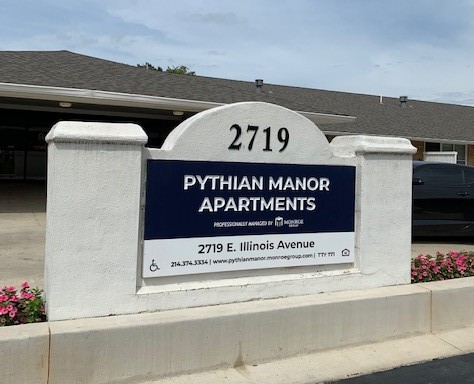 2719
PYTHIAN MANOR
APARTMENTS
PROFESSIONALLY MANAGED BY MONROE GROUP
2719 E. Illinois Avenue
214.374.3334 | www.pythianmanor.monroegroup.com | TTY 711